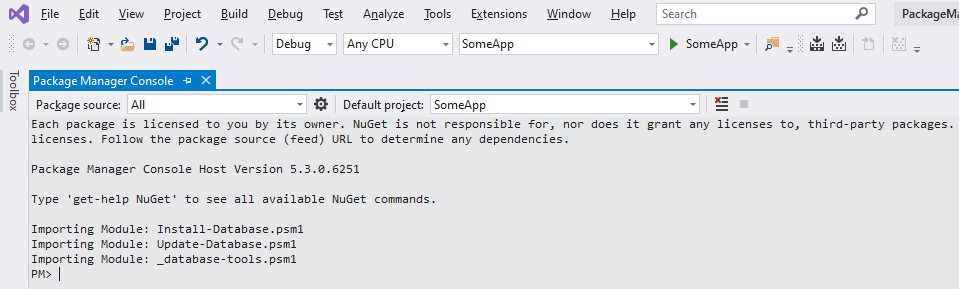 File Edit View Project Build Debug Test Analyze Tools Extensions Window Help Search PackageMa
Debug Any CPU SomeApp SomeApp
Toolbox
Package Manager Console
Package source: All Default project: SomeApp
Each package is licensed to you by its owner. NuGet is not responsible for, nor does it grant any licenses to, third-party packages.
licenses. Follow the package source (feed) URL to determine any dependencies.
Package Manager Console Host Version 5.3.0.6251
Type 'get-help NuGet' to see all available NuGet commands.
Importing Module: Install-Database.psm1
Importing Module: Update-Database.psm1
Importing Module: _database-tools.psm1
PM>